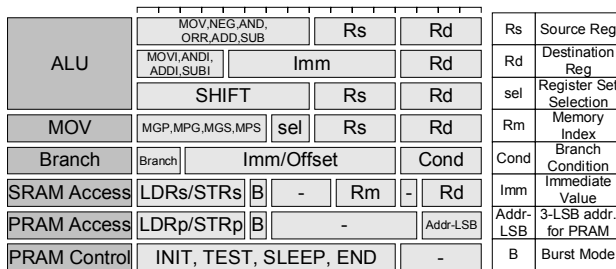 ALU
MOV,NEG,AND,
ORR,ADD,SUB
Rs
Rd
MOVI,ANDI,
ADDI,SUBI
Imm
Rd
SHIFT
Rs
Rd
MOV
MGP,MPG,MGS,MPS
sel
Rs
Rd
Branch
Branch
Imm/Offset
Cond
SRAM Access
LDRs/STRs
B
-
Rm
-
Rd
PRAM Access
LDRp/STRp
B
-
Addr-LSB
PRAM Control
INIT, TEST, SLEEP, END
-
Rs
Source Reg
Rd
Destination
Reg
sel
Register Set
Selection
Rm
Memory
Index
Cond
Branch
Condition
Imm
Immediate
Value
Addr-
LSB
3-LSB addr.
for PRAM
B
Burst Mode